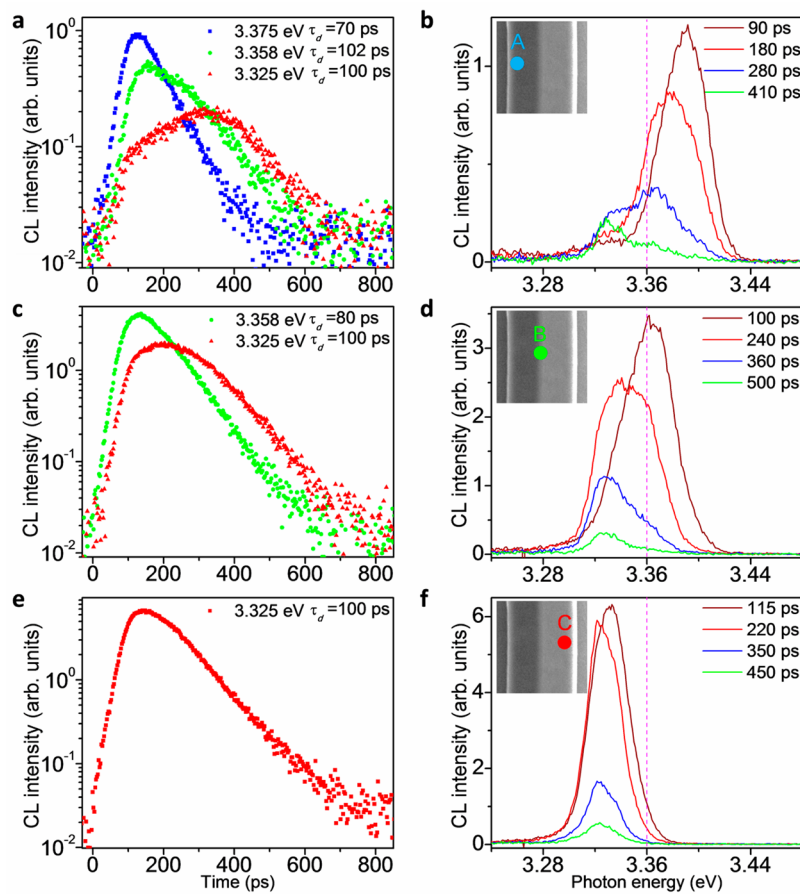 a
3.375 eV τd=70 ps
3.358 eV τd=102 ps
3.325 eV τd=100 ps
CL intensity (arb. units)
10^0
10^-1
10^-2
0 200 400 600 800
b
A
90 ps
180 ps
280 ps
410 ps
CL intensity (arb. units)
1
0
3.28 3.36 3.44
c
3.358 eV τd=80 ps
3.325 eV τd=100 ps
CL intensity (arb. units)
10^0
10^-1
10^-2
0 200 400 600 800
d
B
100 ps
240 ps
360 ps
500 ps
CL intensity (arb. units)
3
2
1
0
3.28 3.36 3.44
e
3.325 eV τd=100 ps
CL intensity (arb. units)
10^0
10^-1
10^-2
0 200 400 600 800
Time (ps)
f
C
115 ps
220 ps
350 ps
450 ps
CL intensity (arb. units)
6
4
2
0
3.28 3.36 3.44
Photon energy (eV)